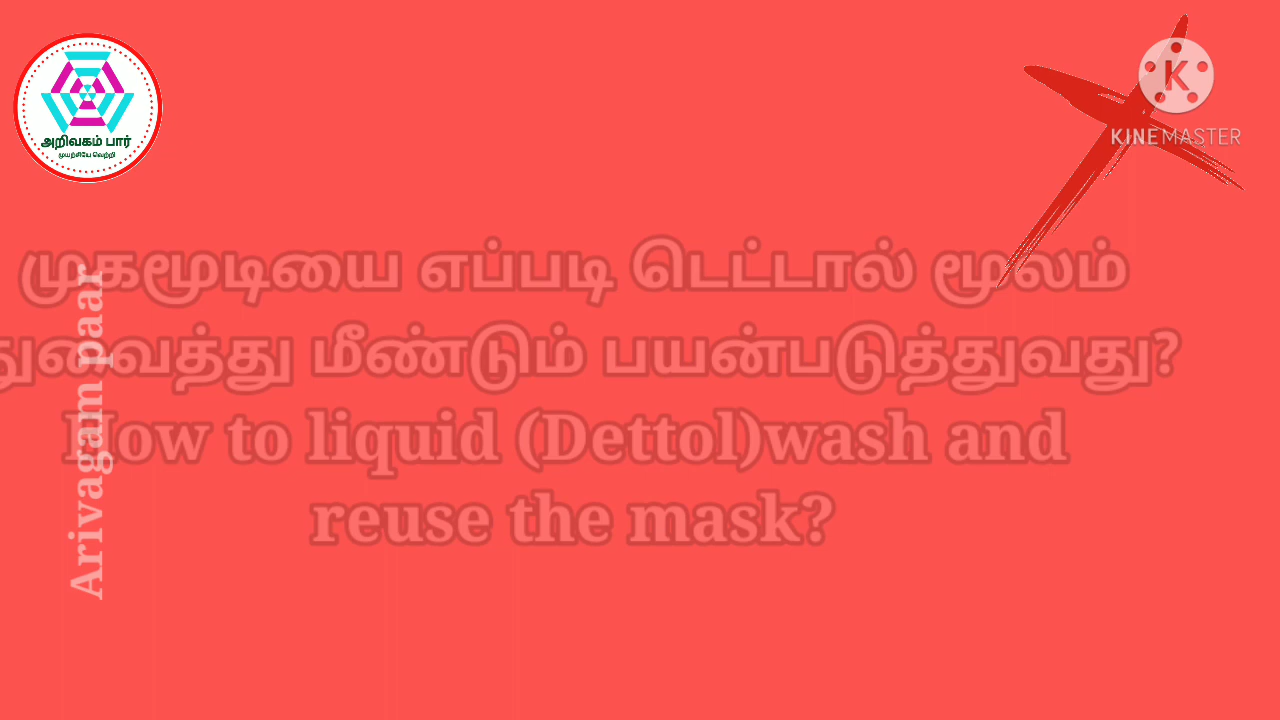 அறிவகம் பார்
முயற்சியே வெற்றி
KINEMASTER
முகமூடியை எப்படி டெட்டால் மூலம்
துவைத்து மீண்டும் பயன்படுத்துவது?
How to liquid (Dettol)wash and
reuse the mask?
Arivagam paar